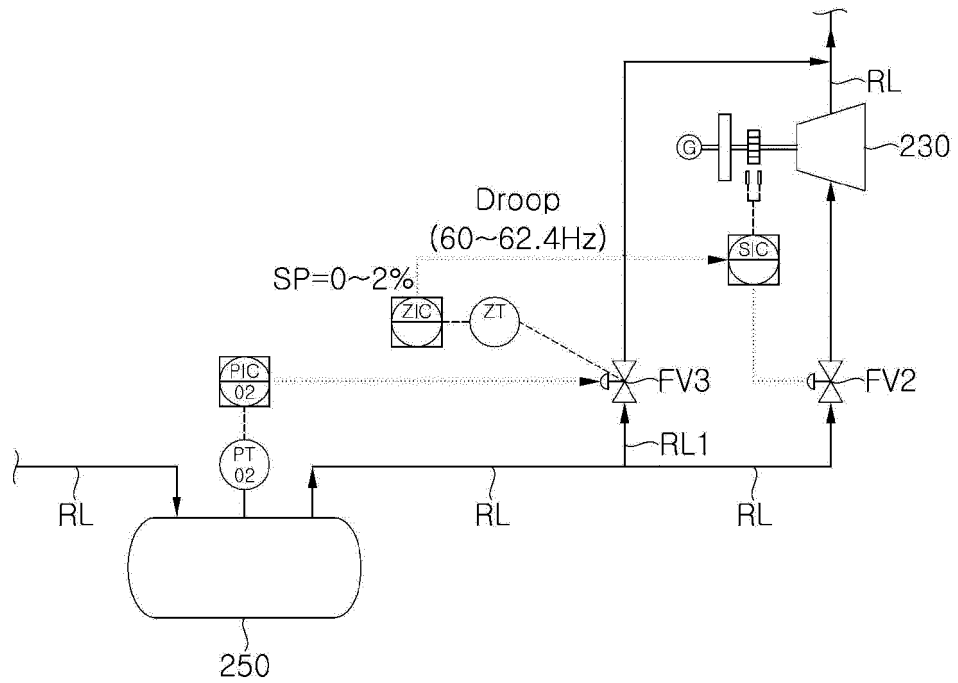 RL
G
230
Droop
(60~62.4Hz)
SIC
SP=0~2%
ZIC
ZT
PIC
02
FV3
FV2
PT
02
RL1
RL
RL
RL
250